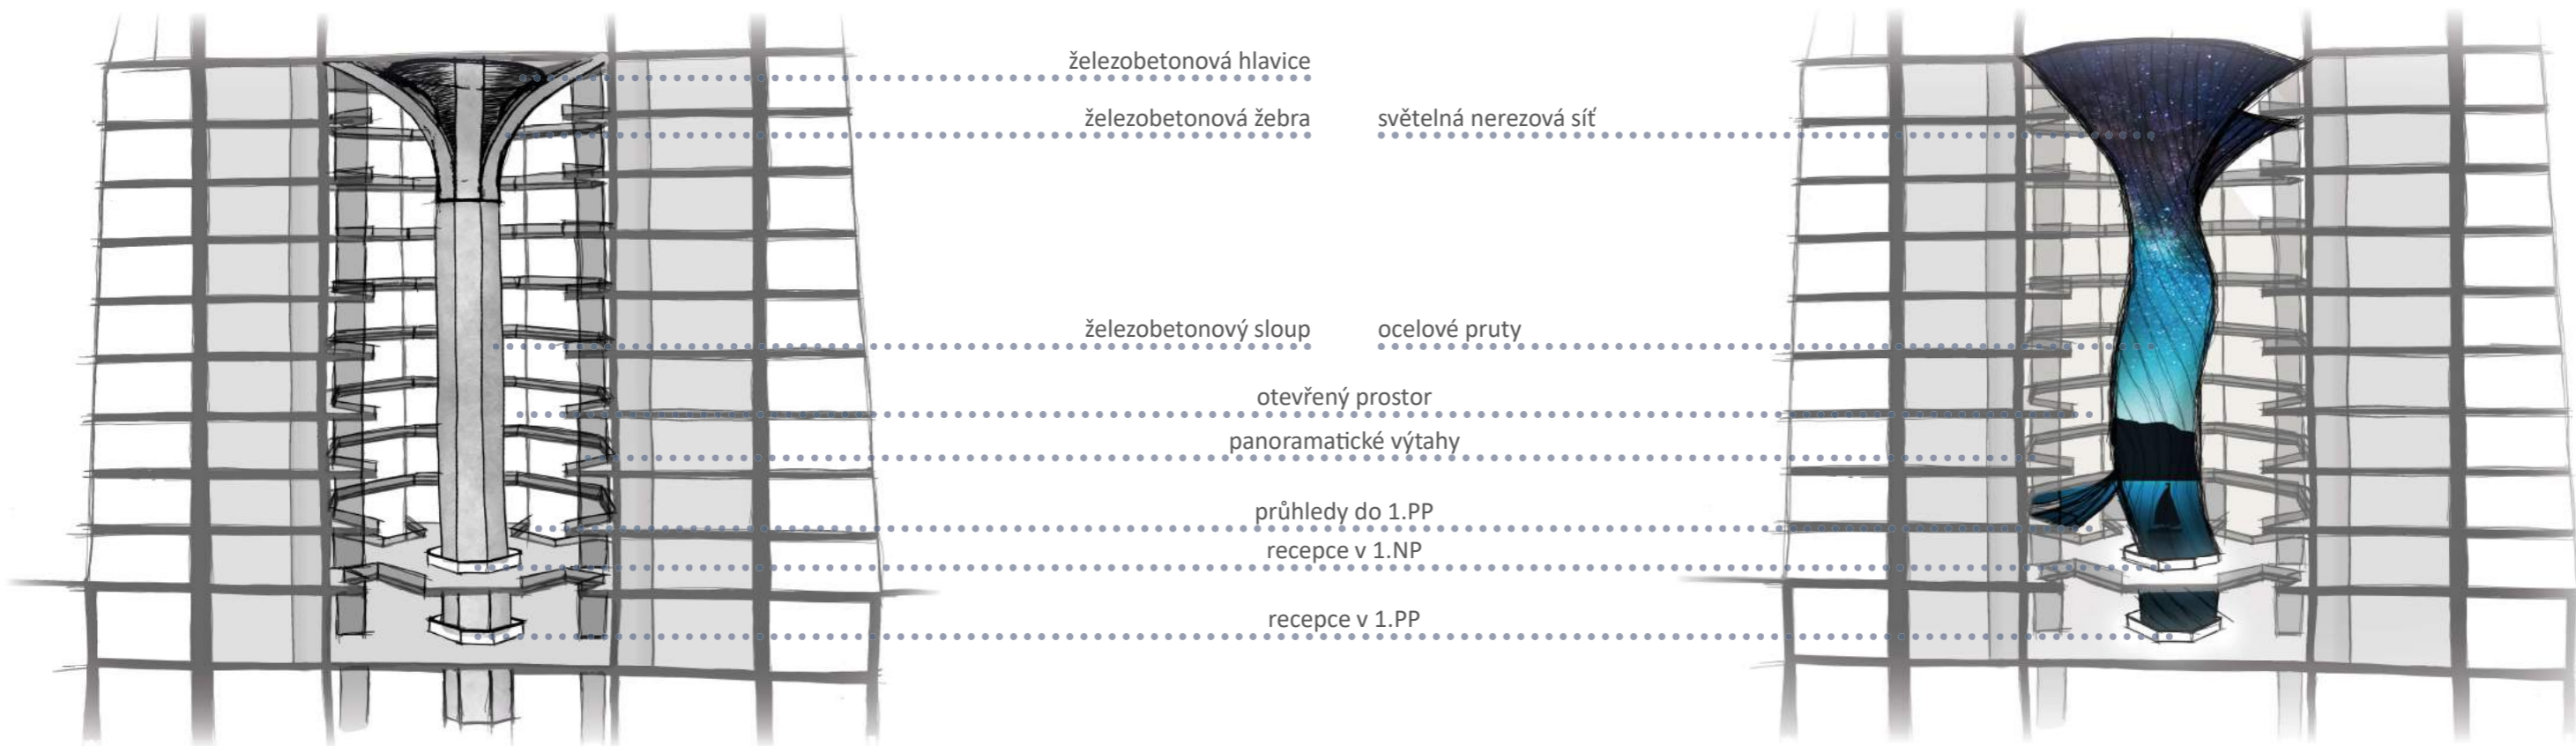 železobetonová hlavice
železobetonová žebra
světelná nerezová síť
železobetonový sloup
ocelové pruty
otevřený prostor
panoramatické výtahy
průhledy do 1.PP
recepce v 1.NP
recepce v 1.PP